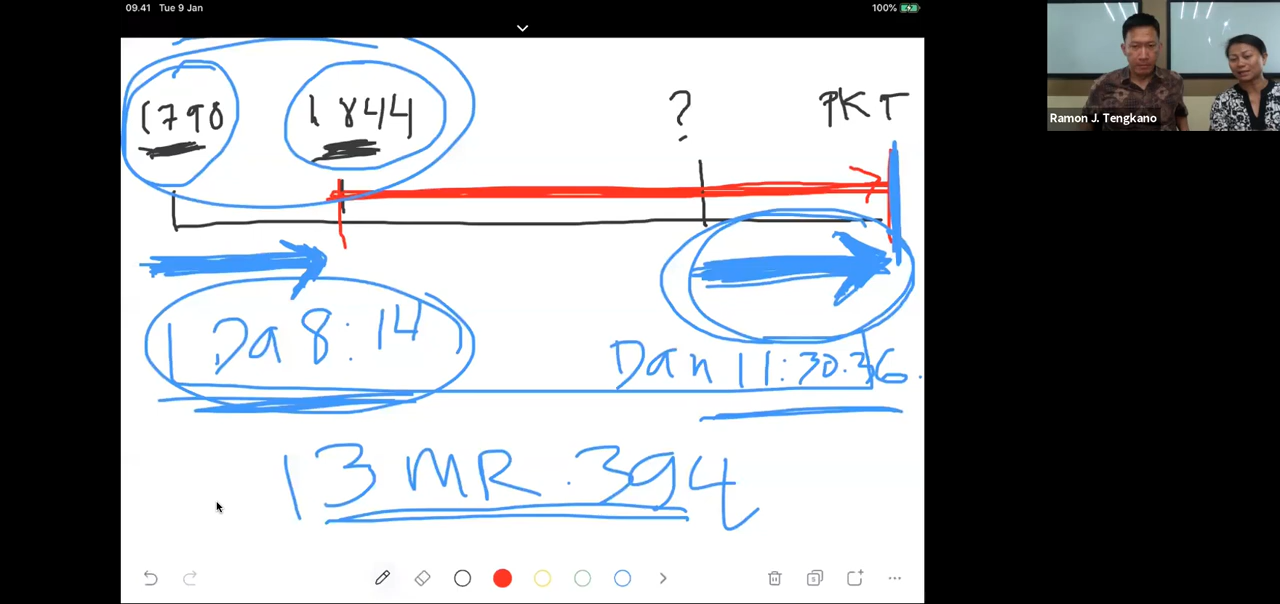 09.41 Tue 9 Jan
100%
1798 1844 ? PKT
Ramon J. Tengkano
Da 8:14
Dan 11:30.36.
13 MR.394